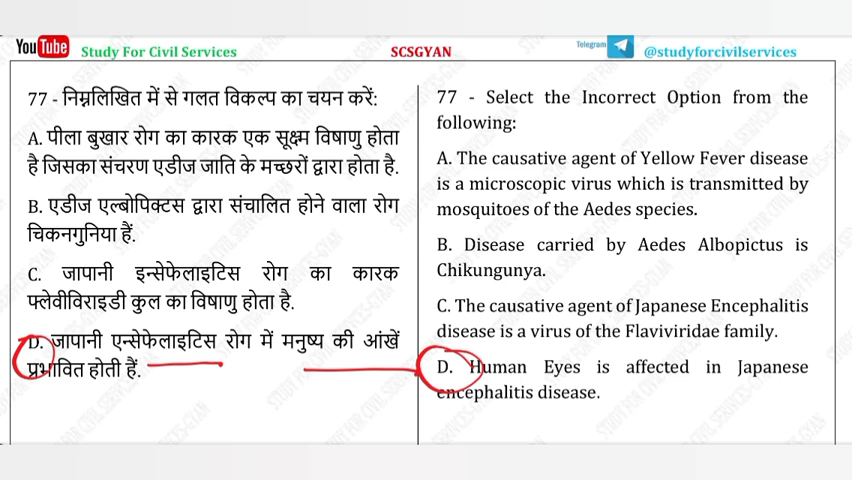 YouTube Study For Civil Services SCSGYAN Telegram @studyforcivilservices
77 - निम्नलिखित में से गलत विकल्प का चयन करें:
A. पीला बुखार रोग का कारक एक सूक्ष्म विषाणु होता
है जिसका संचरण एडीज जाति के मच्छरों द्वारा होता है.
B. एडीज एल्बोपिक्टस द्वारा संचालित होने वाला रोग
चिकनगुनिया हैं.
C. जापानी इन्सेफेलाइटिस रोग का कारक
फ्लेवीविराइडी कुल का विषाणु होता है.
D. जापानी एन्सेफेलाइटिस रोग में मनुष्य की आंखें
प्रभावित होती हैं.
77 - Select the Incorrect Option from the
following:
A. The causative agent of Yellow Fever disease
is a microscopic virus which is transmitted by
mosquitoes of the Aedes species.
B. Disease carried by Aedes Albopictus is
Chikungunya.
C. The causative agent of Japanese Encephalitis
disease is a virus of the Flaviviridae family.
D. Human Eyes is affected in Japanese
encephalitis disease.